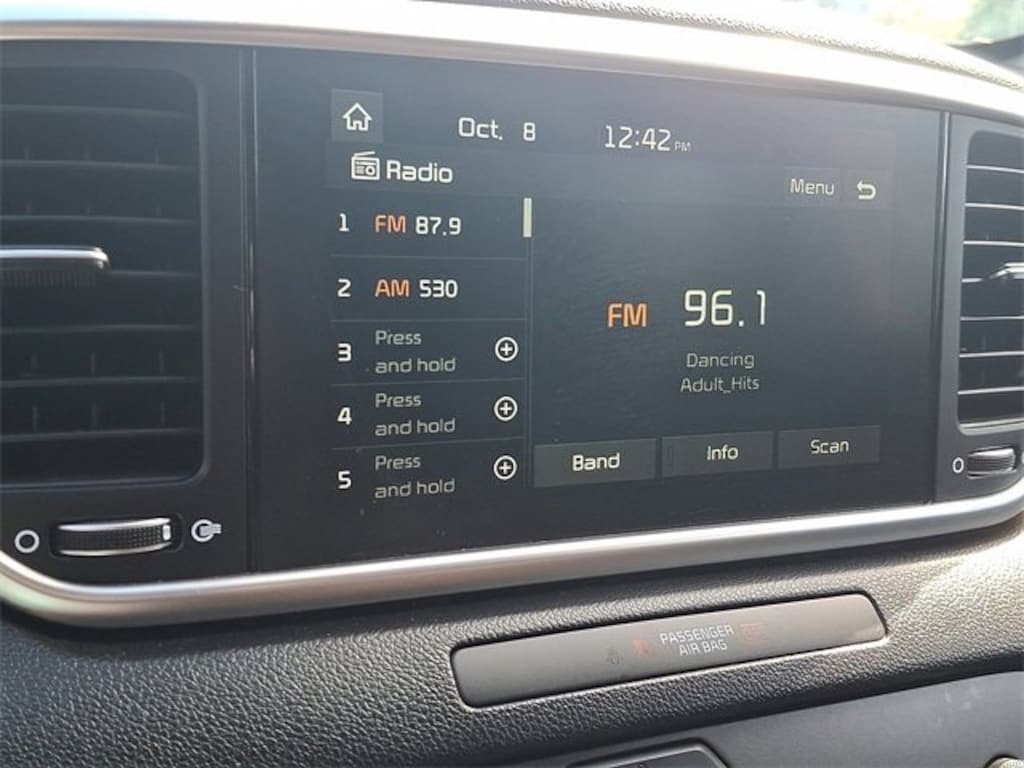 Oct. 8 12:42 PM
Radio
Menu
1 FM 87.9
2 AM 530
3 Press
and hold
4 Press
and hold
5 Press
and hold
FM 96.1
Dancing
Adult_Hits
Band Info Scan
PASSENGER
AIR BAG